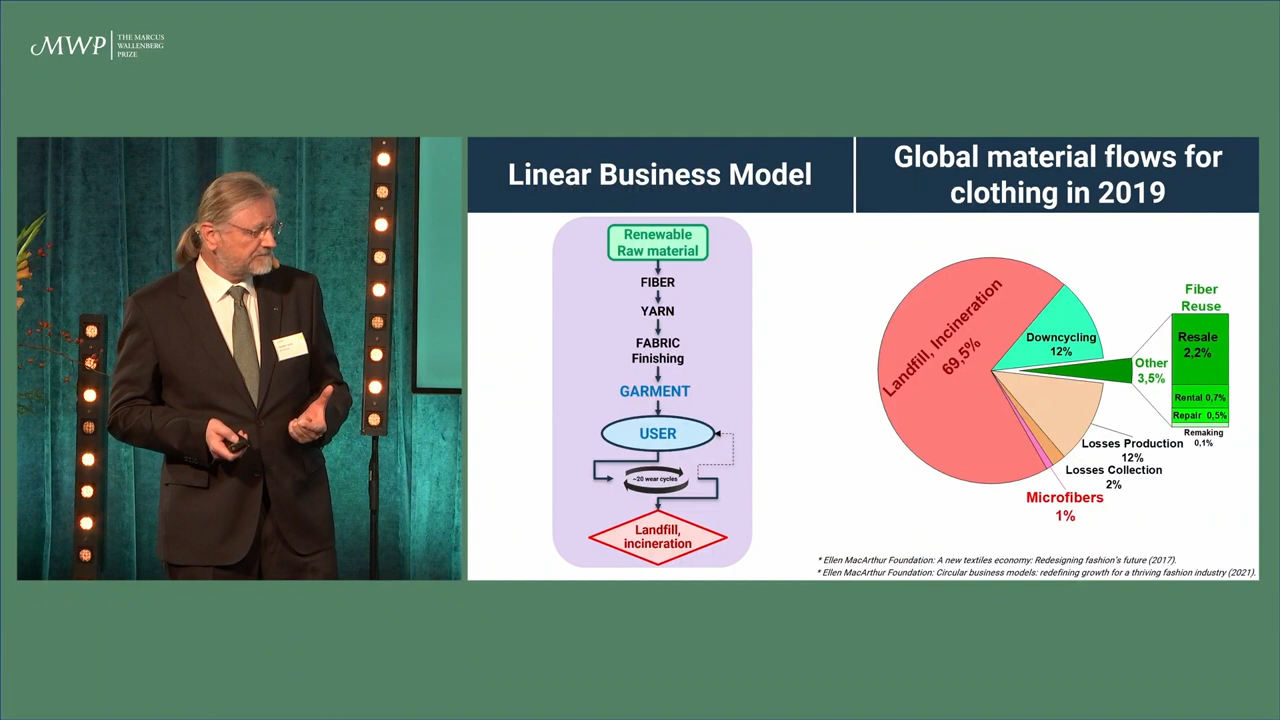 MWP
THE MARCUS
WALLENBERG
PRIZE
Linear Business Model
Renewable
Raw material
FIBER
YARN
FABRIC
Finishing
GARMENT
USER
~20 wear cycles
Landfill,
incineration
Global material flows for
clothing in 2019
Landfill, Incineration
69,5%
Downcycling
12%
Other
3,5%
Fiber
Reuse
Resale
2,2%
Rental 0,7%
Repair 0,5%
Remaking
0,1%
Losses Production
12%
Losses Collection
2%
Microfibers
1%
* Ellen MacArthur Foundation: A new textiles economy: Redesigning fashion's future (2017).
* Ellen MacArthur Foundation: Circular business models: redefining growth for a thriving fashion industry (2021).